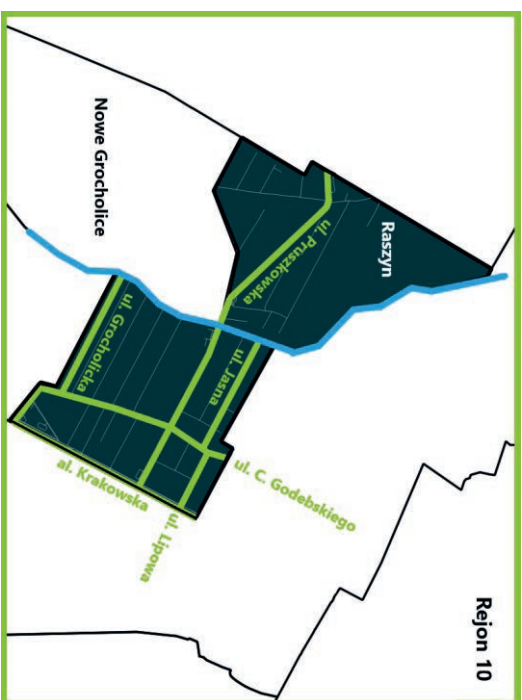 Rejon 10
Raszyn
Nowe Grocholice
ul. Pruszkowska
ul. Jasna
ul. Grocholicka
ul. C. Godebskiego
al. Krakowska
ul. Lipowa